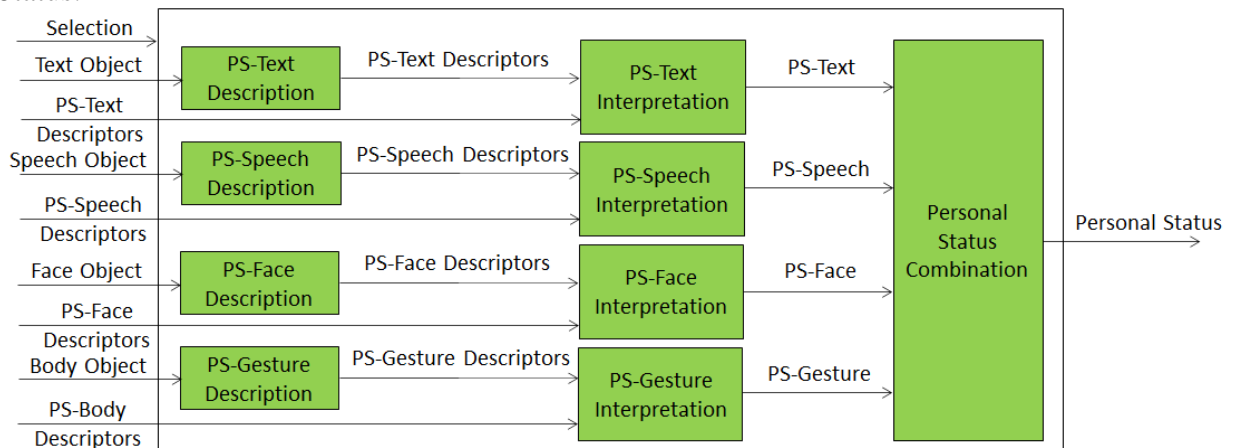 Selection
Text Object
PS-Text
Descriptors
Speech Object
PS-Speech
Descriptors
Face Object
PS-Face
Descriptors
Body Object
PS-Body
Descriptors
PS-Text
Description
PS-Speech
Description
PS-Face
Description
PS-Gesture
Description
PS-Text Descriptors
PS-Speech Descriptors
PS-Face Descriptors
PS-Gesture Descriptors
PS-Text
Interpretation
PS-Speech
Interpretation
PS-Face
Interpretation
PS-Gesture
Interpretation
PS-Text
PS-Speech
PS-Face
PS-Gesture
Personal
Status
Combination
Personal Status